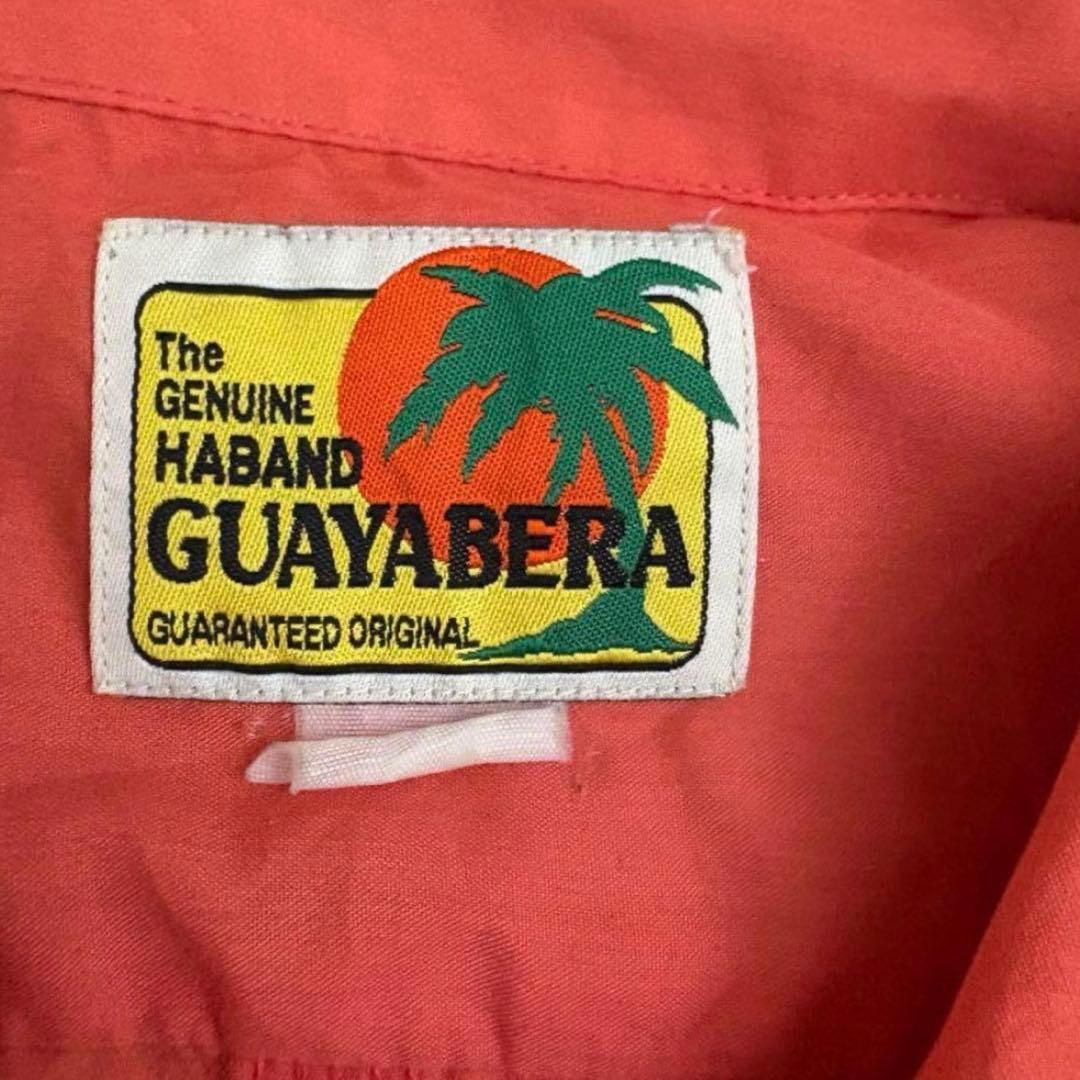 The
GENUINE
HABAND
GUAYABERA
GUARANTEED ORIGINAL